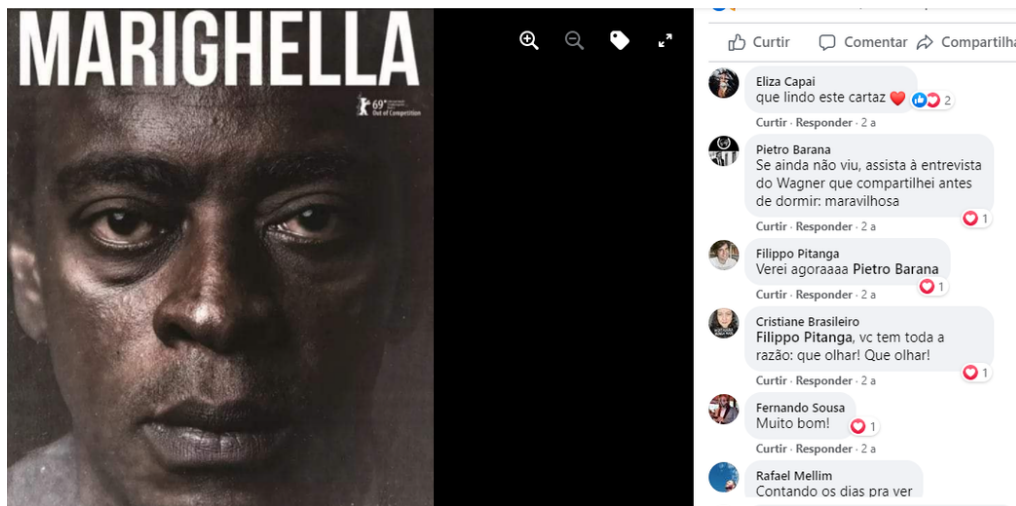 MARIGHELLA
69
Out of Competition
Curtir
Comentar
Compartilha
Eliza Capai
que lindo este cartaz ❤️
2
Curtir · Responder · 2 a
Pietro Barana
Se ainda não viu, assista à entrevista
do Wagner que compartilhei antes
de dormir: maravilhosa
1
Curtir · Responder · 2 a
Filippo Pitanga
Verei agoraaaa Pietro Barana
1
Curtir · Responder · 2 a
Cristiane Brasileiro
Filippo Pitanga, vc tem toda a
razão: que olhar! Que olhar!
1
Curtir · Responder · 2 a
Fernando Sousa
Muito bom!
1
Curtir · Responder · 2 a
Rafael Mellim
Contando os dias pra ver